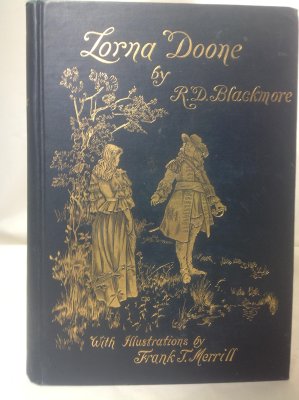 Lorna Doone
by
R.D. Blackmore
With Illustrations by
Frank T. Merrill